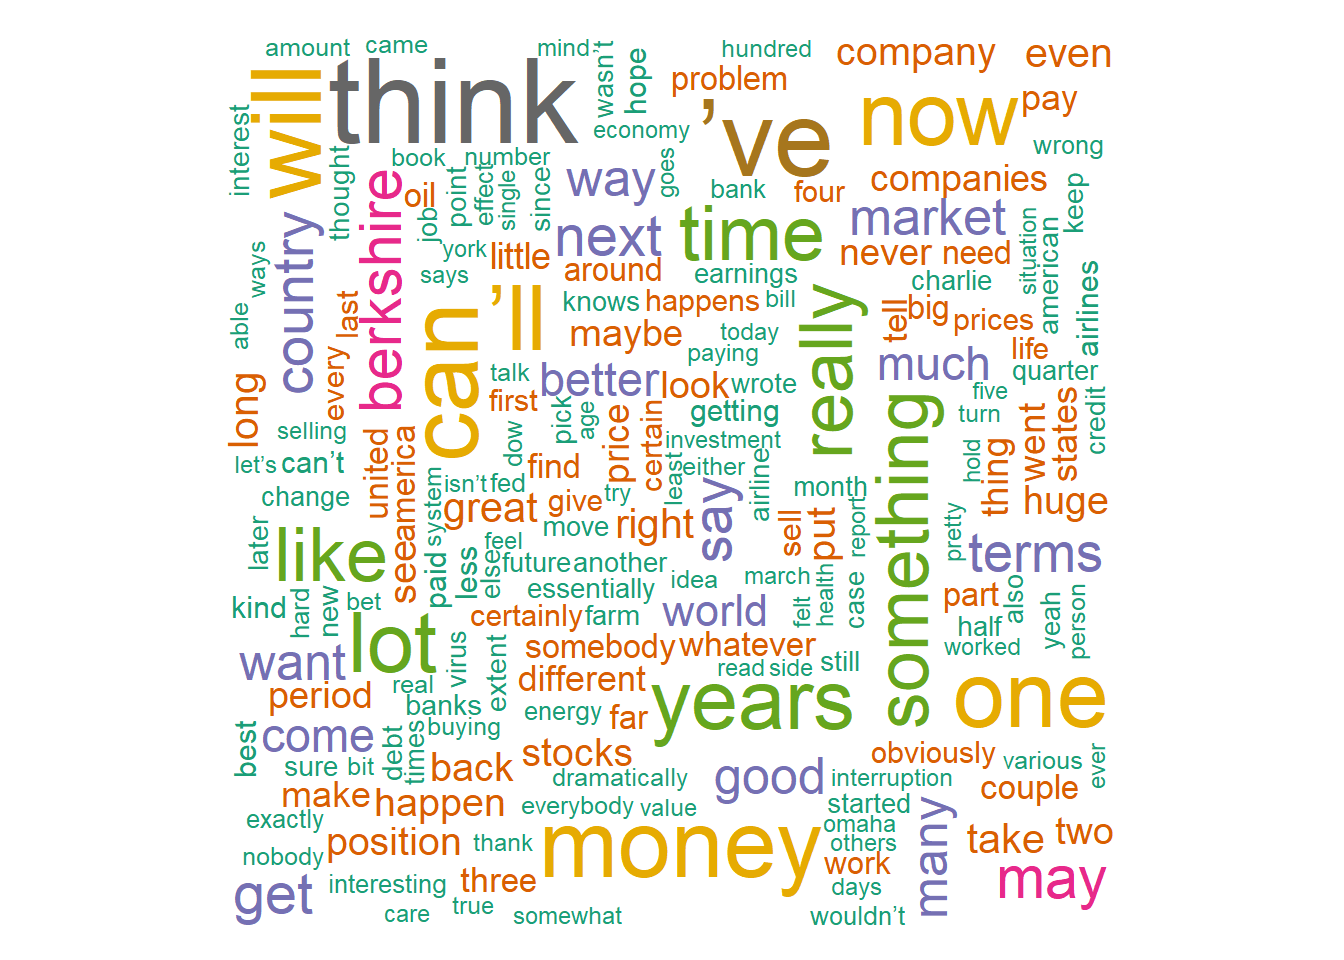 amount
came
mind
wasn't
hope
hundred
company
even
problem
will
think
've
now
pay
interest
economy
wrong
thought
book
number
oil
point
effect
single
since
way
goes
bank
four
companies
keep
berkshire
job
country
york
next
time
market
little
never
need
situation
american
airlines
ways
says
around
earnings
charlie
able
last
can
'll
knows
happens
bill
really
tell
big
prices
maybe
today
life
paying
every
talk
better
look
wrote
much
quarter
long
first
pick
age
price
certain
getting
something
five
turn
went
states
credit
selling
dow
investment
let's
can't
united
america
find
least
either
airline
thing
hold
isn't
fed
system
change
great
give
try
say
month
sell
put
report
pretty
huge
later
like
see
move
right
feel
terms
paid
less
else
future
another
essentially
idea
march
health
felt
case
kind
hard
new
bet
certainly
farm
world
part
also
yeah
person
half
lot
virus
extent
somebody
whatever
worked
want
read
side
still
real
different
period
banks
energy
far
years
one
buying
best
come
debt
times
stocks
obviously
various
ever
sure
bit
back
dramatically
good
interruption
couple
make
happen
everybody
value
started
many
exactly
omaha
position
thank
money
others
take
two
nobody
work
get
interesting
three
days
may
care
true
somewhat
wouldn't